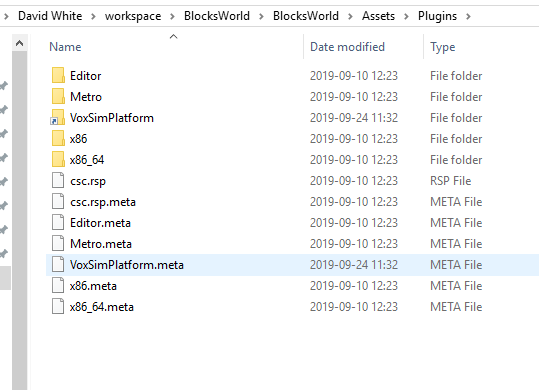 David White > workspace > BlocksWorld > BlocksWorld > Assets > Plugins >
Name Date modified Type
Editor 2019-09-10 12:23 File folder
Metro 2019-09-10 12:23 File folder
VoxSimPlatform 2019-09-24 11:32 File folder
x86 2019-09-10 12:23 File folder
x86_64 2019-09-10 12:23 File folder
csc.rsp 2019-09-10 12:23 RSP File
csc.rsp.meta 2019-09-10 12:23 META File
Editor.meta 2019-09-10 12:23 META File
Metro.meta 2019-09-10 12:23 META File
VoxSimPlatform.meta 2019-09-24 11:32 META File
x86.meta 2019-09-10 12:23 META File
x86_64.meta 2019-09-10 12:23 META File